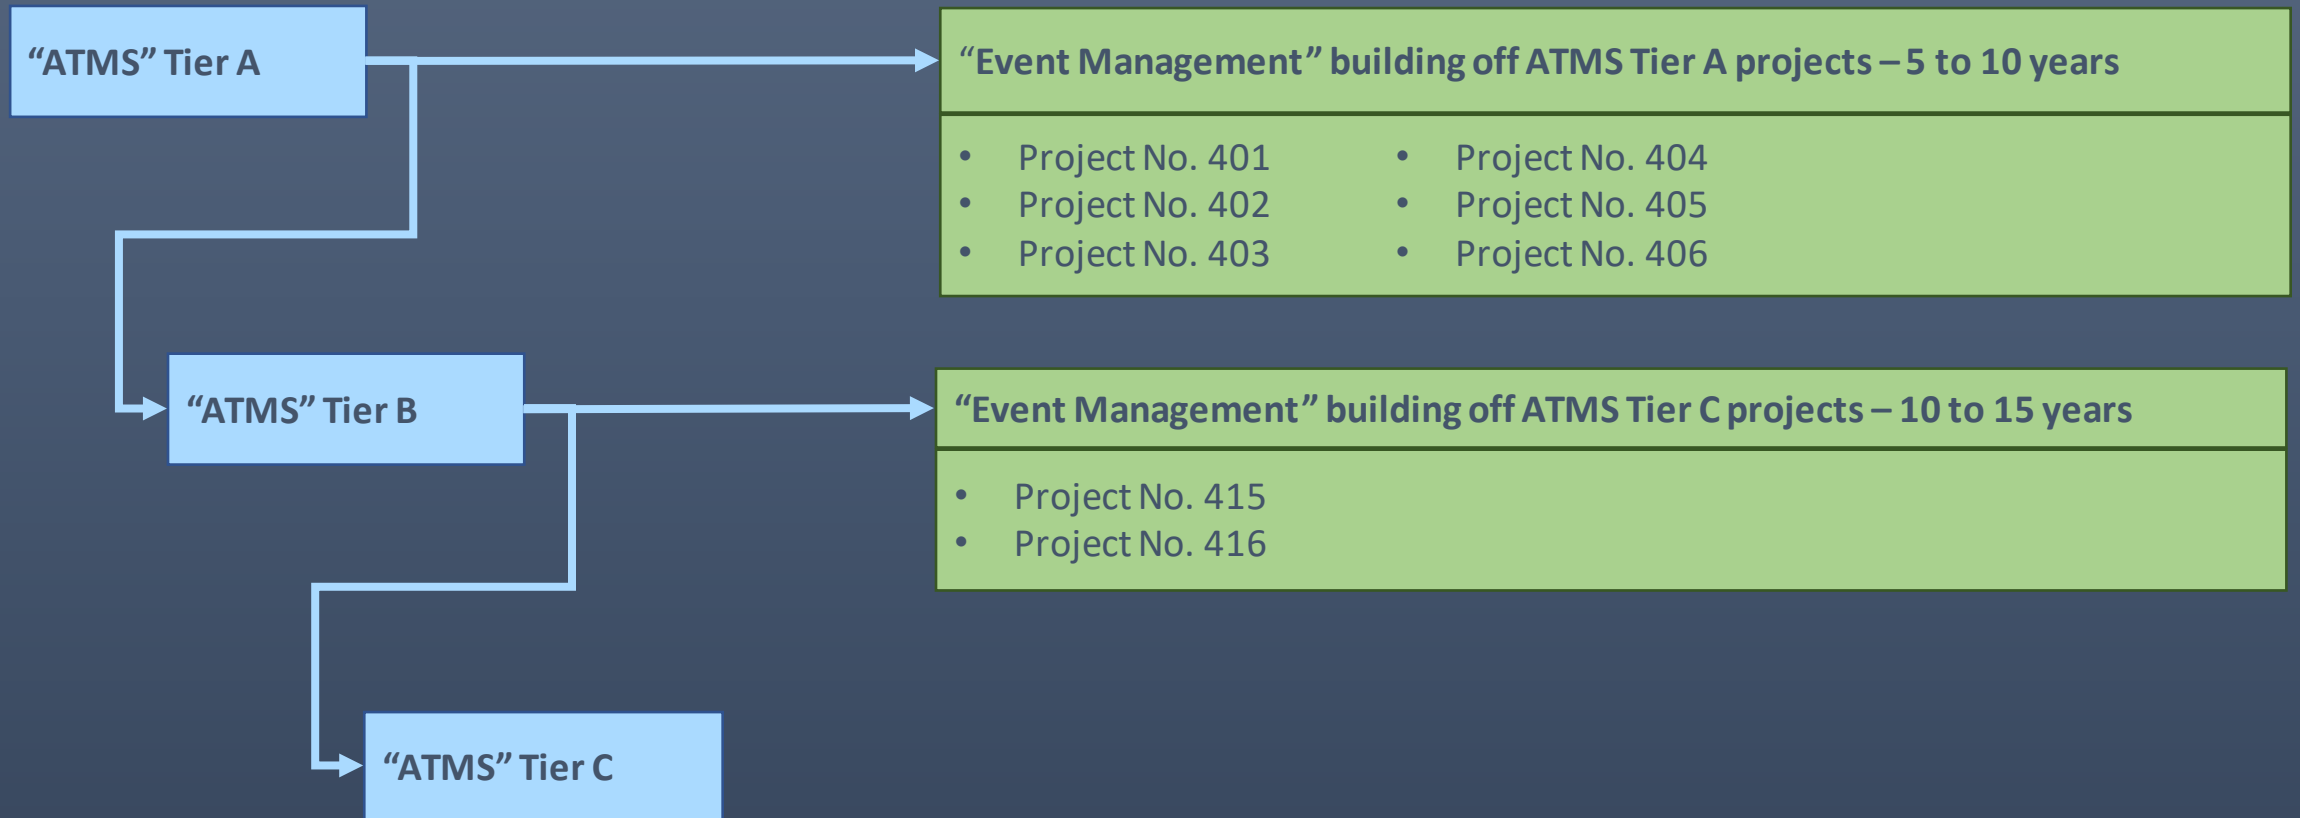 “ATMS” Tier A
“Event Management” building off ATMS Tier A projects – 5 to 10 years
• Project No. 401
• Project No. 402
• Project No. 403
• Project No. 404
• Project No. 405
• Project No. 406
“ATMS” Tier B
“Event Management” building off ATMS Tier C projects – 10 to 15 years
• Project No. 415
• Project No. 416
“ATMS” Tier C